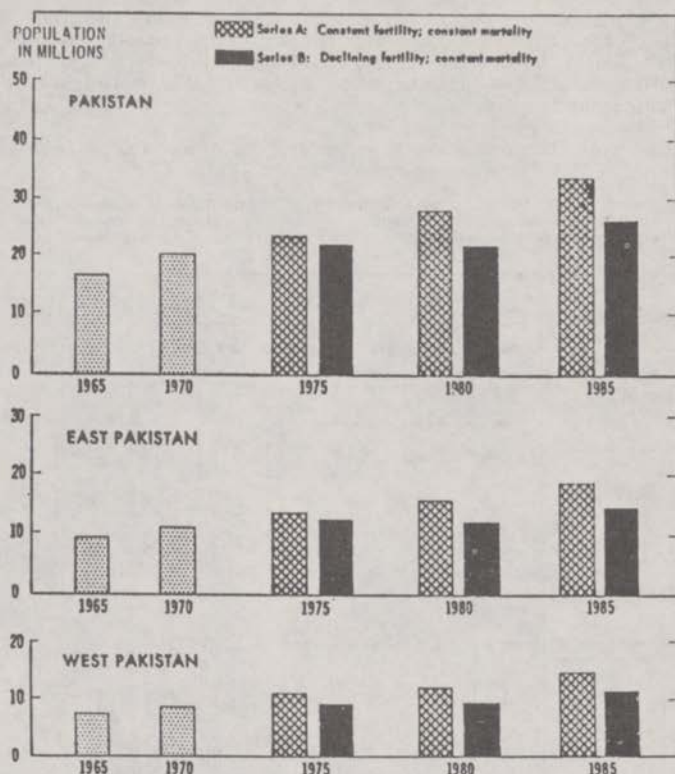 POPULATION
IN MILLIONS
Series A: Constant fertility; constant mortality
Series B: Declining fertility; constant mortality
50
PAKISTAN
40
30
20
10
0
1965 1970 1975 1980 1985
30
EAST PAKISTAN
20
10
0
1965 1970 1975 1980 1985
20
WEST PAKISTAN
10
0
1965 1970 1975 1980 1985